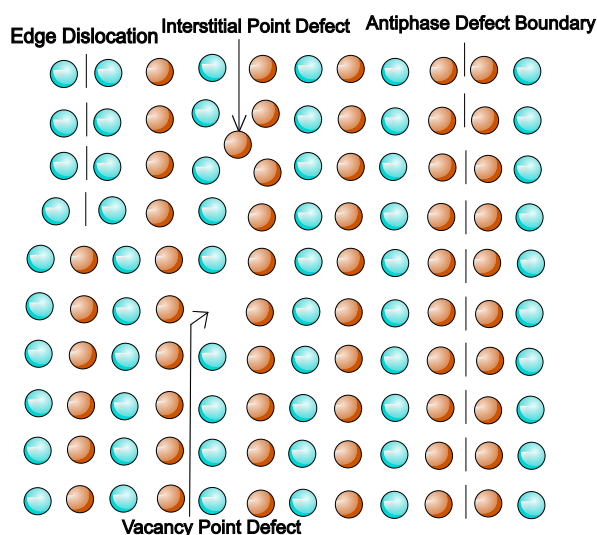 Edge Dislocation
Interstitial Point Defect
Antiphase Defect Boundary
Vacancy Point Defect